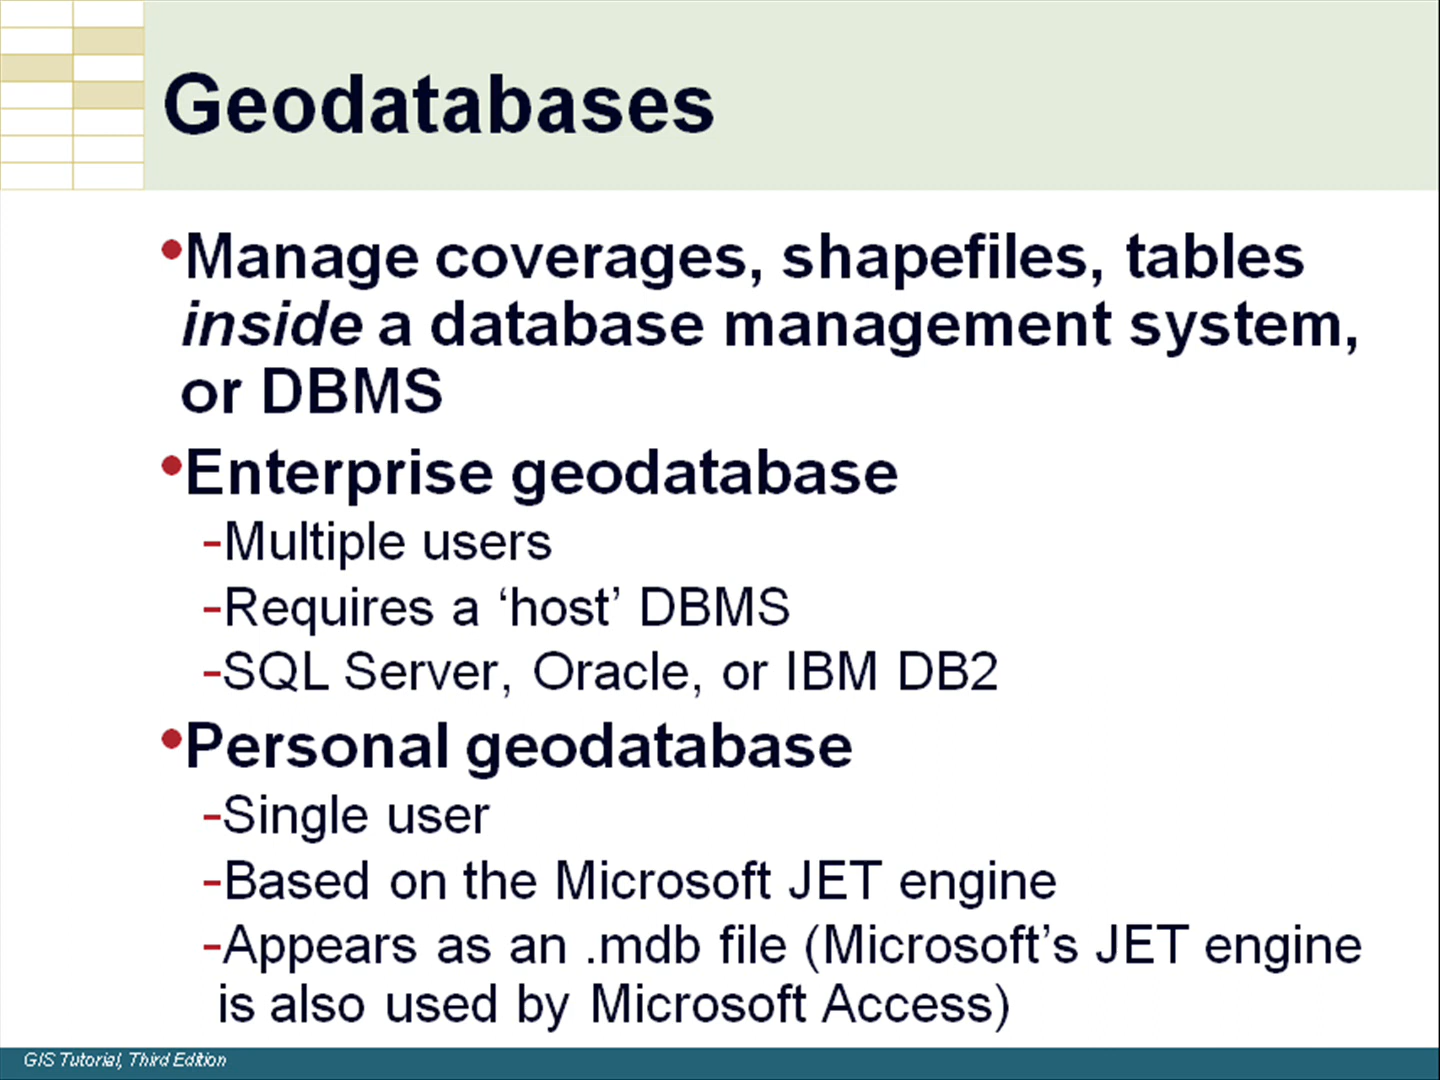 Geodatabases
•Manage coverages, shapefiles, tables
inside a database management system,
or DBMS
•Enterprise geodatabase
-Multiple users
-Requires a ‘host’ DBMS
-SQL Server, Oracle, or IBM DB2
•Personal geodatabase
-Single user
-Based on the Microsoft JET engine
-Appears as an .mdb file (Microsoft’s JET engine
is also used by Microsoft Access)
GIS Tutorial, Third Edition